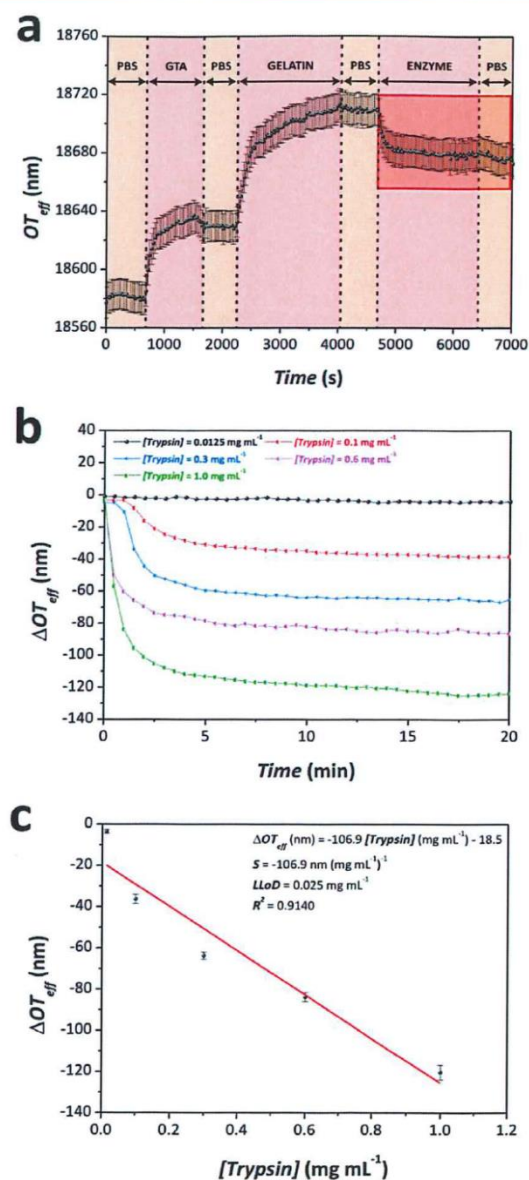 a
18760
18720
18680
18640
18600
18560
PBS GTA PBS GELATIN PBS ENZYME PBS
OT_eff (nm)
0 1000 2000 3000 4000 5000 6000 7000
Time (s)
b
40
20
0
-20
-40
-60
-80
-100
-120
-140
[Trypsin] = 0.0125 mg mL⁻¹ [Trypsin] = 0.1 mg mL⁻¹
[Trypsin] = 0.3 mg mL⁻¹ [Trypsin] = 0.6 mg mL⁻¹
[Trypsin] = 1.0 mg mL⁻¹
ΔOT_eff (nm)
0 5 10 15 20
Time (min)
c
0
-20
-40
-60
-80
-100
-120
-140
ΔOT_eff (nm) = -106.9 [Trypsin] (mg mL⁻¹) - 18.5
S = -106.9 nm (mg mL⁻¹)⁻¹
LLoD = 0.025 mg mL⁻¹
R² = 0.9140
ΔOT_eff (nm)
0.0 0.2 0.4 0.6 0.8 1.0 1.2
[Trypsin] (mg mL⁻¹)